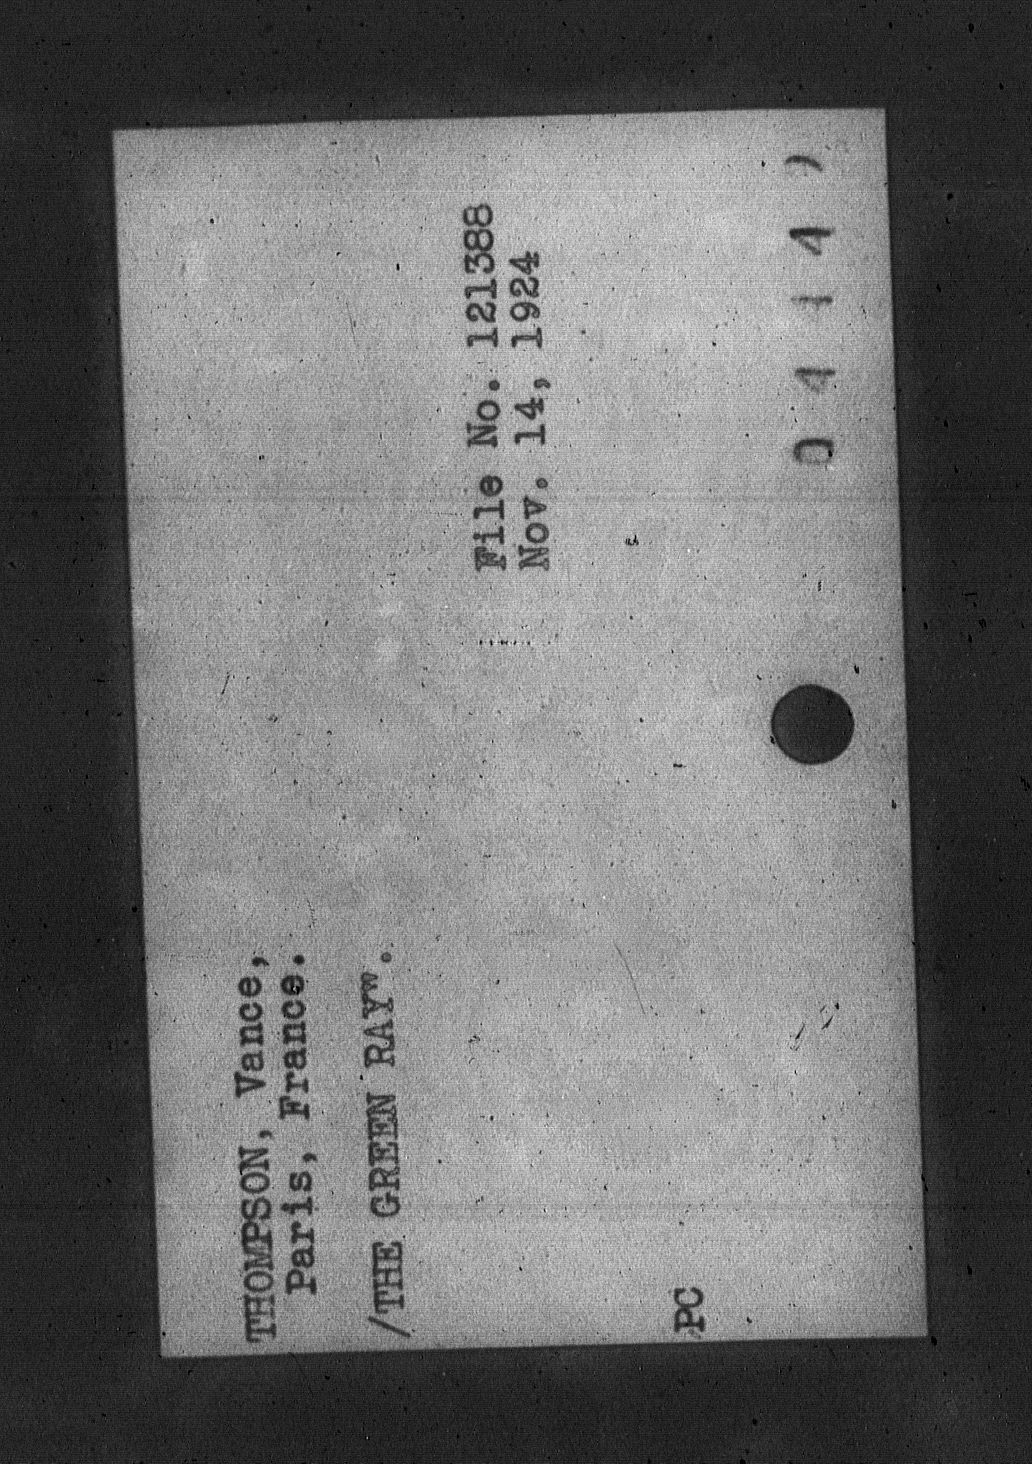 THOMPSON, Vance,
Paris, France.
/THE GREEN RAY".
File No. 121388
Nov. 14, 1924
PC